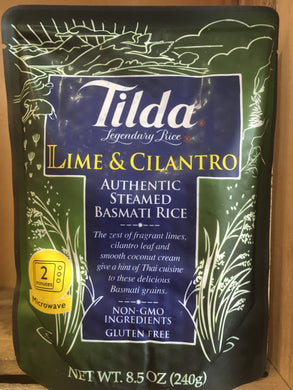 Tilda
Legendary Rice
LIME & CILANTRO
AUTHENTIC
STEAMED
BASMATI RICE
The zest of fragrant limes,
cilantro leaf and
smooth coconut cream
give a hint of Thai cuisine
to these delicious
Basmati grains.
NON-GMO
INGREDIENTS
GLUTEN FREE
2
minutes
Microwave
NET WT. 8.5 OZ (240g)